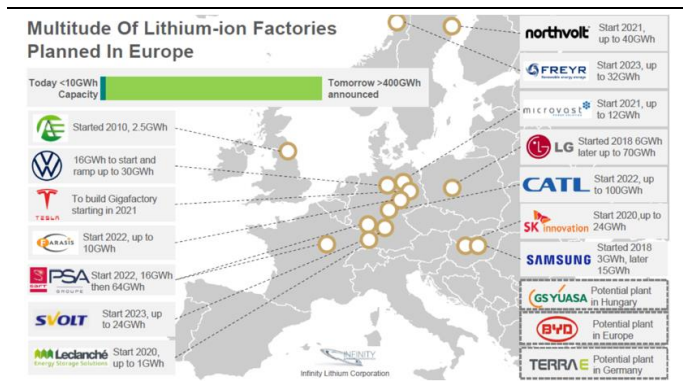 Multitude Of Lithium-ion Factories
Planned In Europe
Today <10GWh
Capacity
Tomorrow >400GWh
announced
Started 2010, 2.5GWh
16GWh to start and
ramp up to 30GWh
TESLA
To build Gigafactory
starting in 2021
FARASIS
Start 2022, up to
10GWh
PSA
GROUPE
Start 2022, 16GWh
then 64GWh
SVOLT
Start 2023, up
to 24GWh
Leclanché
Energy Storage Solutions
Start 2020,
up to 1GWh
northvolt
Start 2021,
up to 40GWh
FREYR
Start 2023, up
to 32GWh
microvast
Start 2021, up
to 12GWh
LG
Started 2018 6GWh
later up to 70GWh
CATL
Start 2022, up
to 100GWh
SK innovation
Start 2020,up to
24GWh
SAMSUNG
Started 2018
3GWh, later
15GWh
GS YUASA
Potential plant
in Hungary
BYD
Potential plant
in Europe
TERRA E
Potential plant
in Germany
INFINITY
Infinity Lithium Corporation